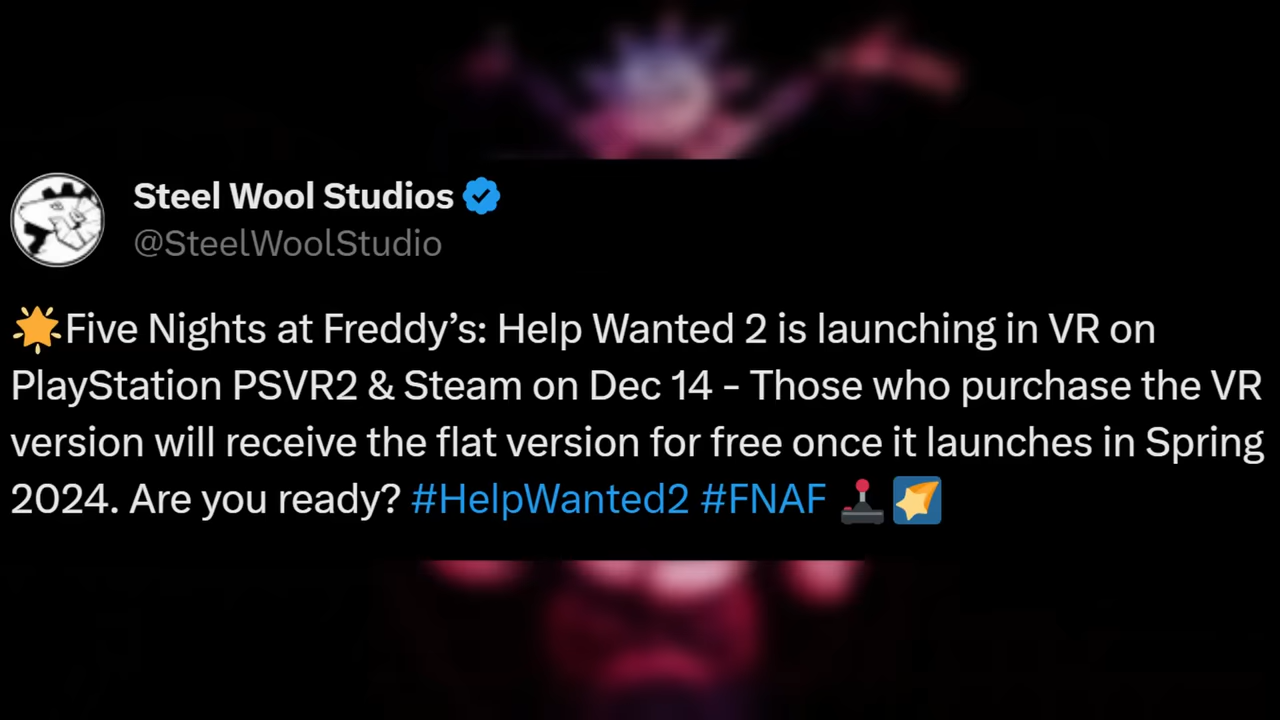 Steel Wool Studios
@SteelWoolStudio
🌟Five Nights at Freddy’s: Help Wanted 2 is launching in VR on
PlayStation PSVR2 & Steam on Dec 14 – Those who purchase the VR
version will receive the flat version for free once it launches in Spring
2024. Are you ready? #HelpWanted2 #FNAF 🕹️🌠